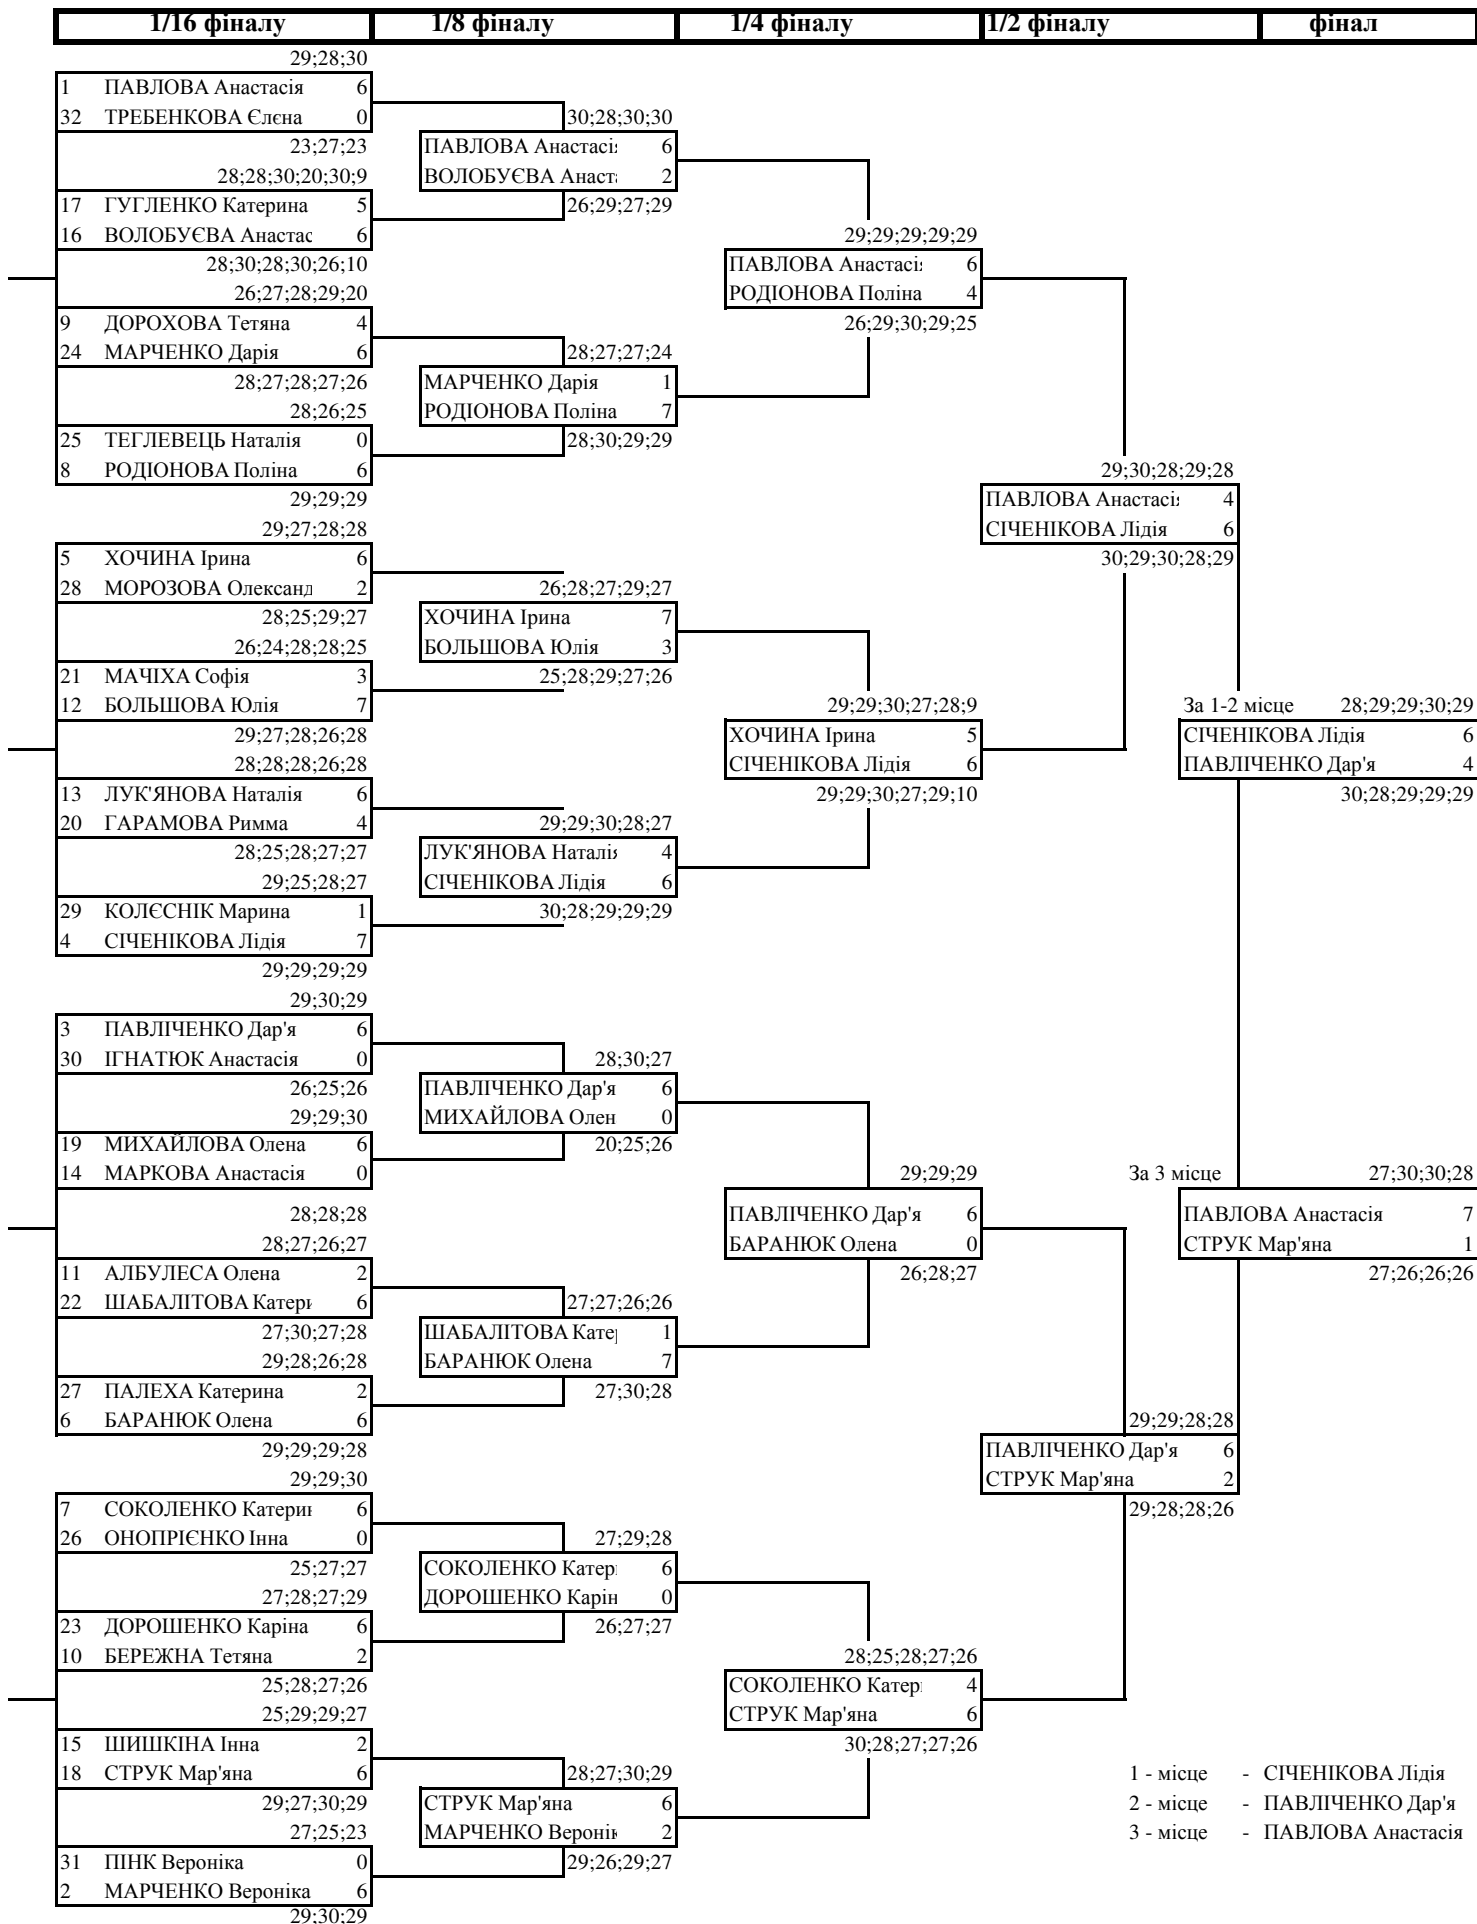 1/16 фіналу 1/8 фіналу 1/4 фіналу 1/2 фіналу фінал
29;28;30
1 ПАВЛОВА Анастасія 6
32 ТРЕБЕНКОВА Єлєна 0 30;28;30;30
23;27;23 ПАВЛОВА Анастасі 6
28;28;30;20;30;9 ВОЛОБУЄВА Анаст 2
17 ГУГЛЕНКО Катерина 5 26;29;27;29
16 ВОЛОБУЄВА Анастас 6 29;29;29;29;29
28;30;28;30;26;10 ПАВЛОВА Анастасі 6
26;27;28;29;20 РОДІОНОВА Поліна 4
9 ДОРОХОВА Тетяна 4 26;29;30;29;25
24 МАРЧЕНКО Дарія 6 28;27;27;24
28;27;28;27;26 МАРЧЕНКО Дарія 1
28;26;25 РОДІОНОВА Поліна 7
25 ТЕГЛЕВЕЦЬ Наталія 0 28;30;29;29
8 РОДІОНОВА Поліна 6 29;30;28;29;28
29;29;29 ПАВЛОВА Анастасі 4
29;27;28;28 СІЧЕНІКОВА Лідія 6
5 ХОЧИНА Ірина 6 30;29;30;28;29
28 МОРОЗОВА Олександ 2 26;28;27;29;27
28;25;29;27 ХОЧИНА Ірина 7
26;24;28;28;25 БОЛЬШОВА Юлія 3
21 МАЧІХА Софія 3 25;28;29;27;26
12 БОЛЬШОВА Юлія 7 29;29;30;27;28;9 За 1-2 місце 28;29;29;30;29
29;27;28;26;28 ХОЧИНА Ірина 5 СІЧЕНІКОВА Лідія 6
28;28;28;26;28 СІЧЕНІКОВА Лідія 6 ПАВЛІЧЕНКО Дар'я 4
13 ЛУК'ЯНОВА Наталія 6 29;29;30;27;29;10 30;28;29;29;29
20 ГАРАМОВА Римма 4 29;29;30;28;27
28;25;28;27;27 ЛУК'ЯНОВА Наталі 4
29;25;28;27 СІЧЕНІКОВА Лідія 6
29 КОЛЄСНІК Марина 1 30;28;29;29;29
4 СІЧЕНІКОВА Лідія 7
29;29;29;29
29;30;29
3 ПАВЛІЧЕНКО Дар'я 6
30 ІГНАТЮК Анастасія 0 28;30;27
26;25;26 ПАВЛІЧЕНКО Дар'я 6
29;29;30 МИХАЙЛОВА Олен 0
19 МИХАЙЛОВА Олена 6 20;25;26
14 МАРКОВА Анастасія 0 29;29;29 За 3 місце 27;30;30;28
28;28;28 ПАВЛІЧЕНКО Дар'я 6 ПАВЛОВА Анастасія 7
28;27;26;27 БАРАНЮК Олена 0 СТРУК Мар'яна 1
11 АЛБУЛЕСА Олена 2 26;28;27 27;26;26;26
22 ШАБАЛІТОВА Катери 6 27;27;26;26
27;30;27;28 ШАБАЛІТОВА Кате 1
29;28;26;28 БАРАНЮК Олена 7
27 ПАЛЕХА Катерина 2 27;30;28
6 БАРАНЮК Олена 6 29;29;28;28
29;29;29;28 ПАВЛІЧЕНКО Дар'я 6
29;29;30 СТРУК Мар'яна 2
7 СОКОЛЕНКО Катерин 6 29;28;28;26
26 ОНОПРІЄНКО Інна 0 27;29;28
25;27;27 СОКОЛЕНКО Катер 6
27;28;27;29 ДОРОШЕНКО Карін 0
23 ДОРОШЕНКО Каріна 6 26;27;27
10 БЕРЕЖНА Тетяна 2 28;25;28;27;26
25;28;27;26 СОКОЛЕНКО Катер 4
25;29;29;27 СТРУК Мар'яна 6
15 ШИШКІНА Інна 2 30;28;27;27;26
18 СТРУК Мар'яна 6 28;27;30;29 1 - місце - СІЧЕНІКОВА Лідія
29;27;30;29 СТРУК Мар'яна 6 2 - місце - ПАВЛІЧЕНКО Дар'я
27;25;23 МАРЧЕНКО Веронік 2 3 - місце - ПАВЛОВА Анастасія
31 ПІНК Вероніка 0 29;26;29;27
2 МАРЧЕНКО Вероніка 6
29;30;29